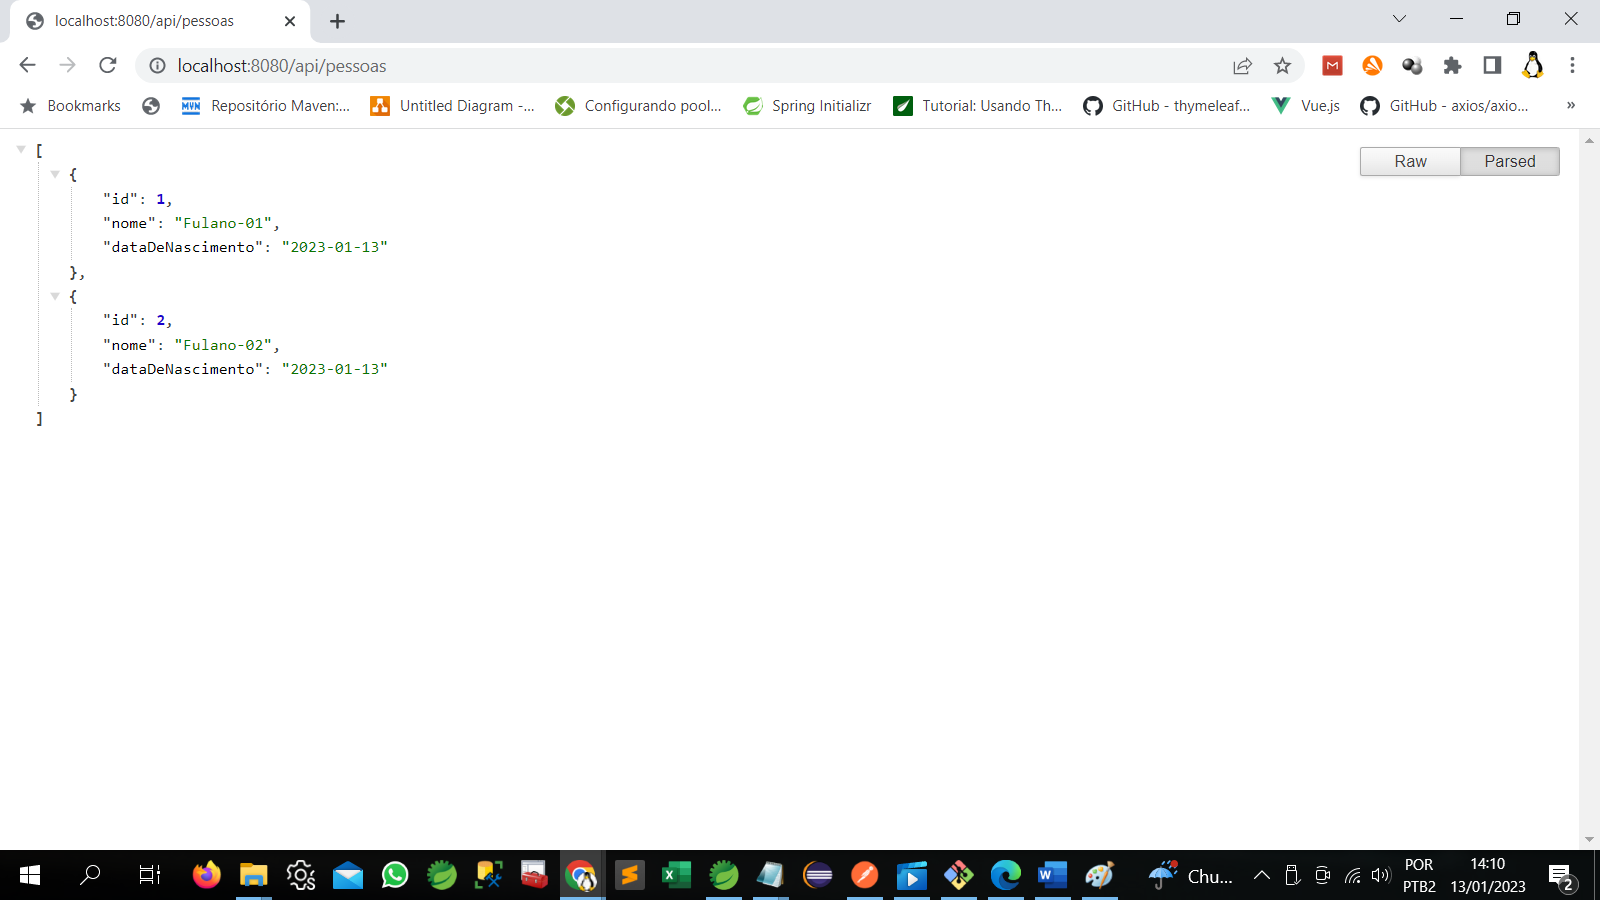 localhost:8080/api/pessoas
localhost:8080/api/pessoas
Bookmarks
Repositório Maven:...
Untitled Diagram -...
Configurando pool...
Spring Initializr
Tutorial: Usando Th...
GitHub - thymeleaf...
Vue.js
GitHub - axios/axio...
»
Raw
Parsed
[
{
"id": 1,
"nome": "Fulano-01",
"dataDeNascimento": "2023-01-13"
},
{
"id": 2,
"nome": "Fulano-02",
"dataDeNascimento": "2023-01-13"
}
]
Chu...
POR
PTB2
14:10
13/01/2023
2